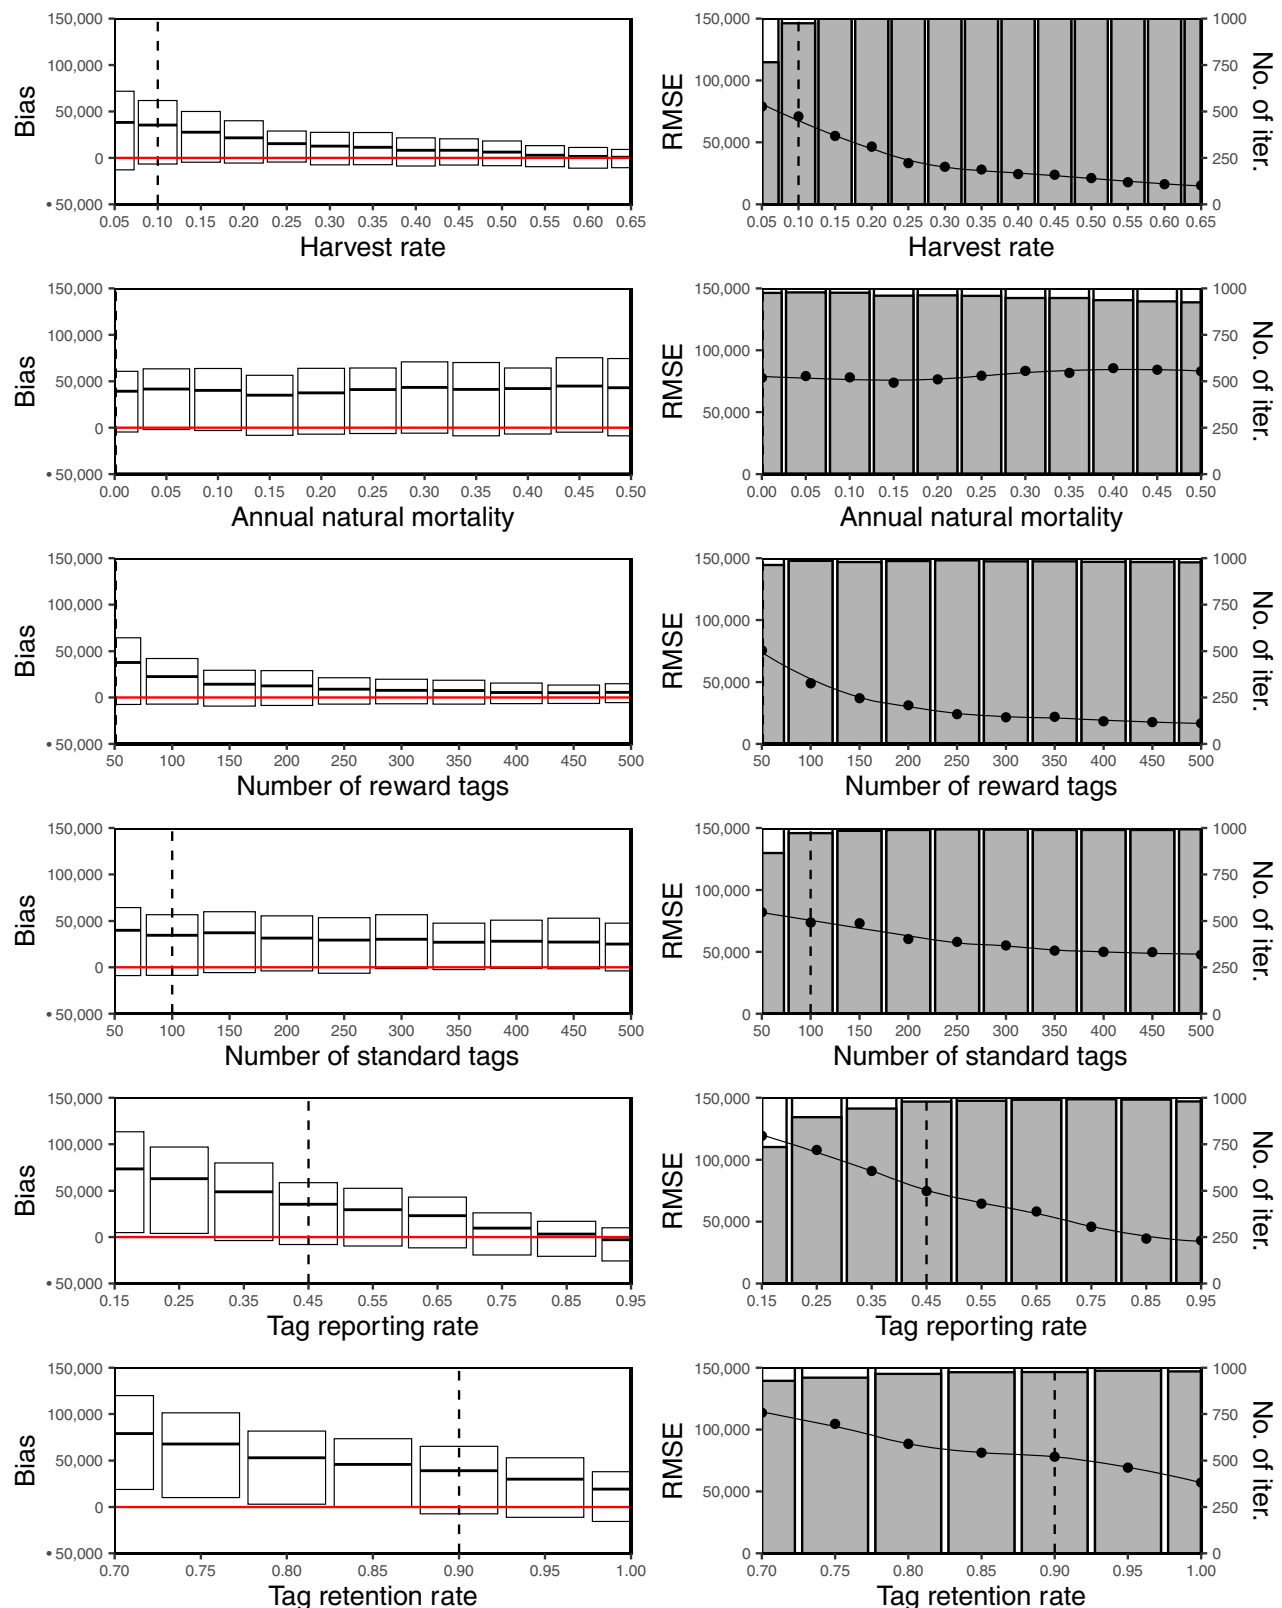 150,000
100,000
50,000
0
•50,000
Bias
0.05 0.10 0.15 0.20 0.25 0.30 0.35 0.40 0.45 0.50 0.55 0.60 0.65
Harvest rate
150,000
100,000
50,000
0
RMSE
1000
750
500
250
0
No. of iter.
0.05 0.10 0.15 0.20 0.25 0.30 0.35 0.40 0.45 0.50 0.55 0.60 0.65
Harvest rate
150,000
100,000
50,000
0
•50,000
Bias
0.00 0.05 0.10 0.15 0.20 0.25 0.30 0.35 0.40 0.45 0.50
Annual natural mortality
150,000
100,000
50,000
0
RMSE
1000
750
500
250
0
No. of iter.
0.00 0.05 0.10 0.15 0.20 0.25 0.30 0.35 0.40 0.45 0.50
Annual natural mortality
150,000
100,000
50,000
0
•50,000
Bias
50 100 150 200 250 300 350 400 450 500
Number of reward tags
150,000
100,000
50,000
0
RMSE
1000
750
500
250
0
No. of iter.
50 100 150 200 250 300 350 400 450 500
Number of reward tags
150,000
100,000
50,000
0
•50,000
Bias
50 100 150 200 250 300 350 400 450 500
Number of standard tags
150,000
100,000
50,000
0
RMSE
1000
750
500
250
0
No. of iter.
50 100 150 200 250 300 350 400 450 500
Number of standard tags
150,000
100,000
50,000
0
•50,000
Bias
0.15 0.25 0.35 0.45 0.55 0.65 0.75 0.85 0.95
Tag reporting rate
150,000
100,000
50,000
0
RMSE
1000
750
500
250
0
No. of iter.
0.15 0.25 0.35 0.45 0.55 0.65 0.75 0.85 0.95
Tag reporting rate
150,000
100,000
50,000
0
•50,000
Bias
0.70 0.75 0.80 0.85 0.90 0.95 1.00
Tag retention rate
150,000
100,000
50,000
0
RMSE
1000
750
500
250
0
No. of iter.
0.70 0.75 0.80 0.85 0.90 0.95 1.00
Tag retention rate